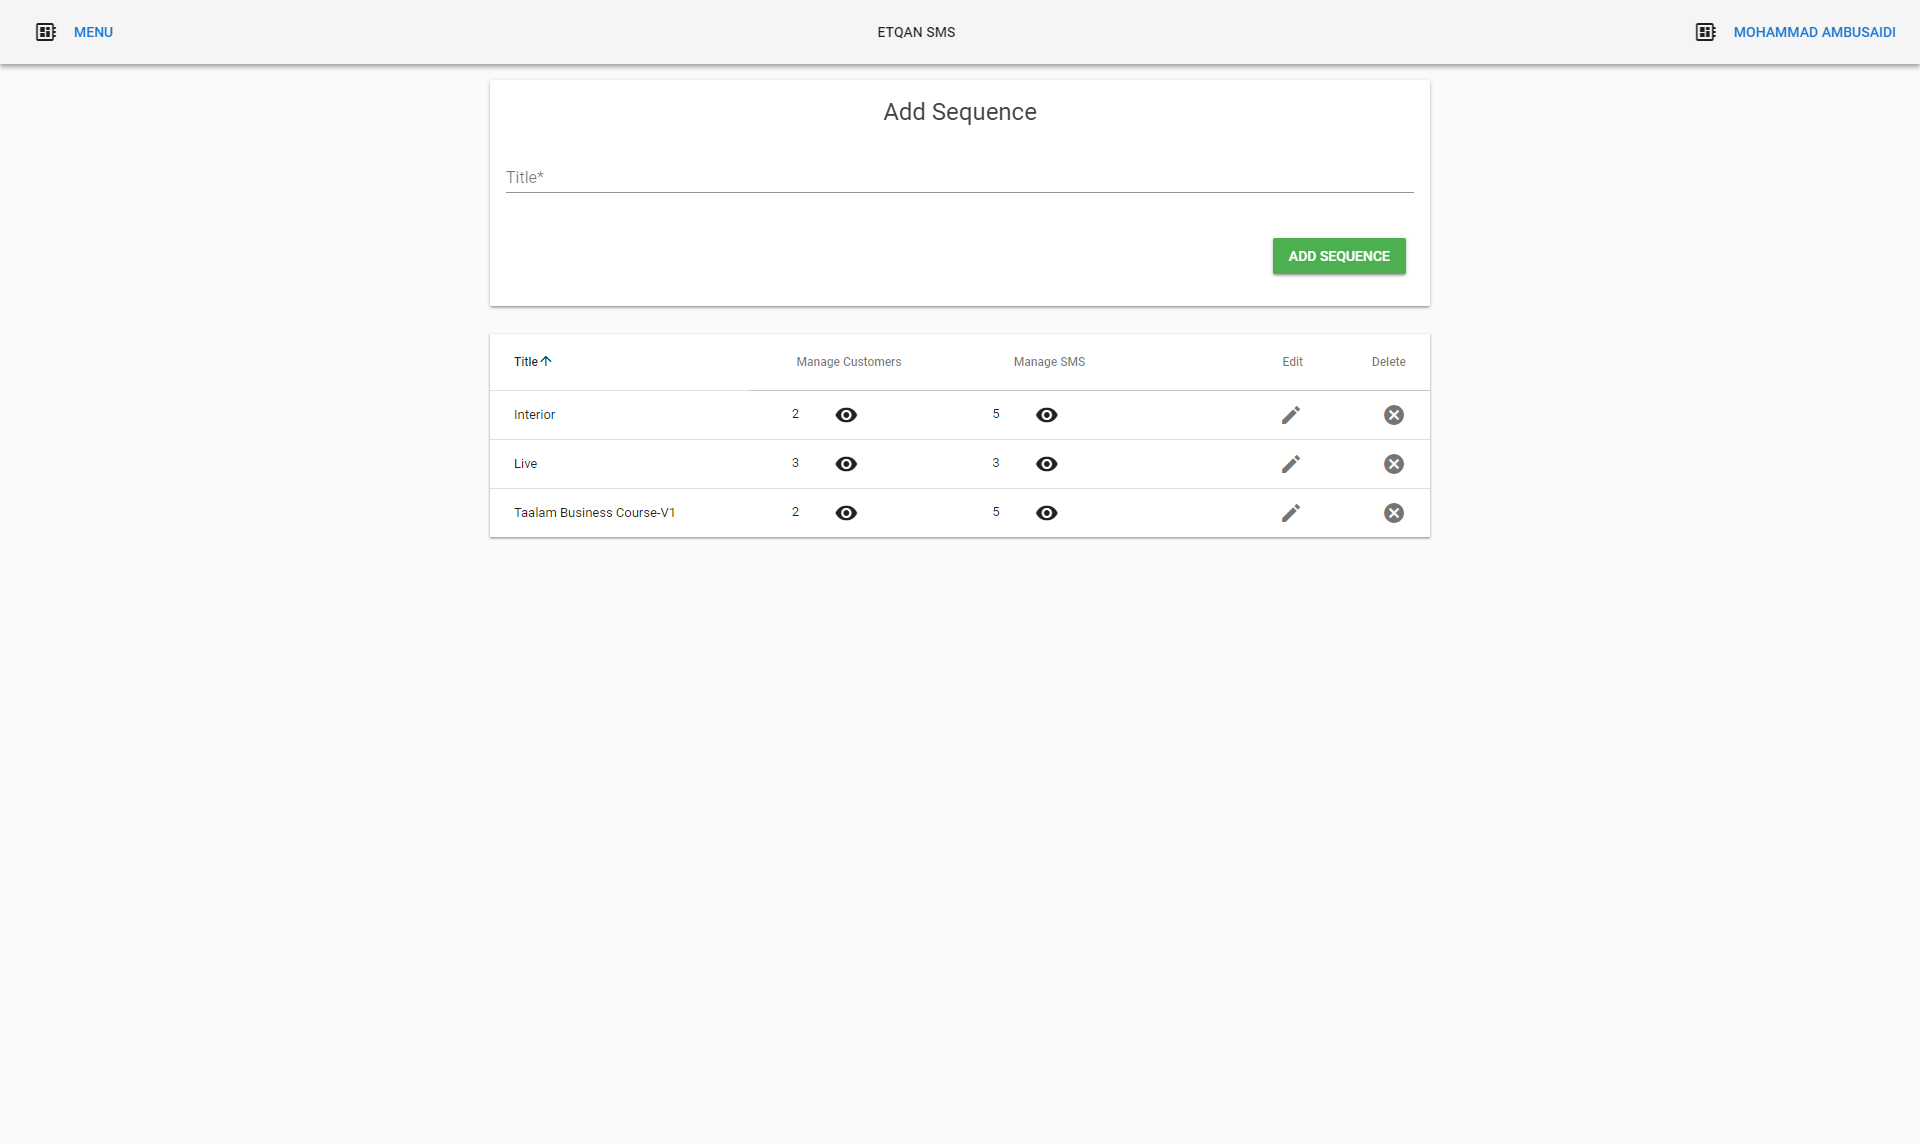 MENU
ETQAN SMS
MOHAMMAD AMBUSAIDI
Add Sequence
Title*
ADD SEQUENCE
Title Manage Customers Manage SMS Edit Delete
Interior 2 5
Live 3 3
Taalam Business Course-V1 2 5